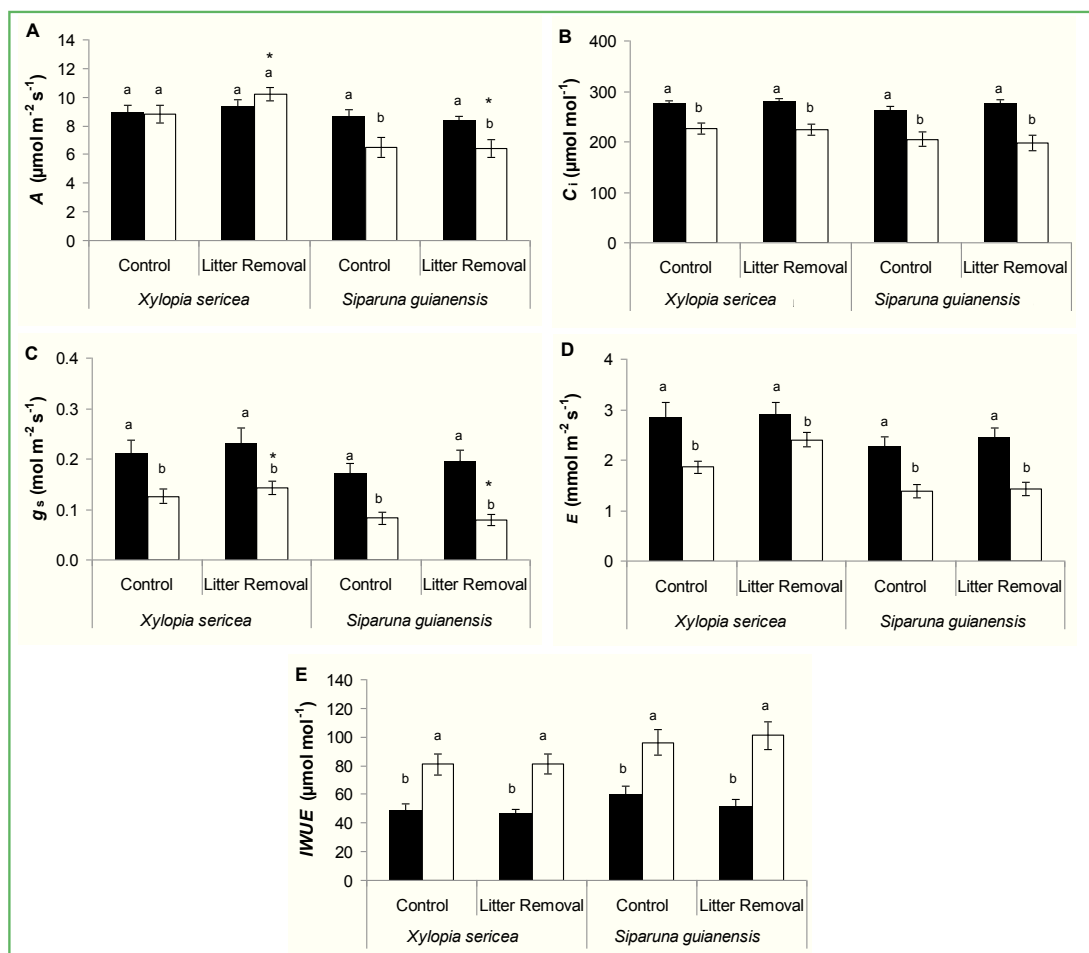 A
A (µmol m⁻² s⁻¹)
14
12
10
8
6
4
2
0
a a a * a a b a * b
Control Litter Removal Control Litter Removal
Xylopia sericea Siparuna guianensis
B
Cᵢ (µmol mol⁻¹)
400
300
200
100
0
a b a b a b a b
Control Litter Removal Control Litter Removal
Xylopia sericea Siparuna guianensis
C
gₛ (mol m⁻² s⁻¹)
0.4
0.3
0.2
0.1
0.0
a b a * b a b a * b
Control Litter Removal Control Litter Removal
Xylopia sericea Siparuna guianensis
D
E (mmol m⁻² s⁻¹)
4
3
2
1
0
a b a b a b a b
Control Litter Removal Control Litter Removal
Xylopia sericea Siparuna guianensis
E
IWUE (µmol mol⁻¹)
140
120
100
80
60
40
20
0
b a b a b a b a
Control Litter Removal Control Litter Removal
Xylopia sericea Siparuna guianensis